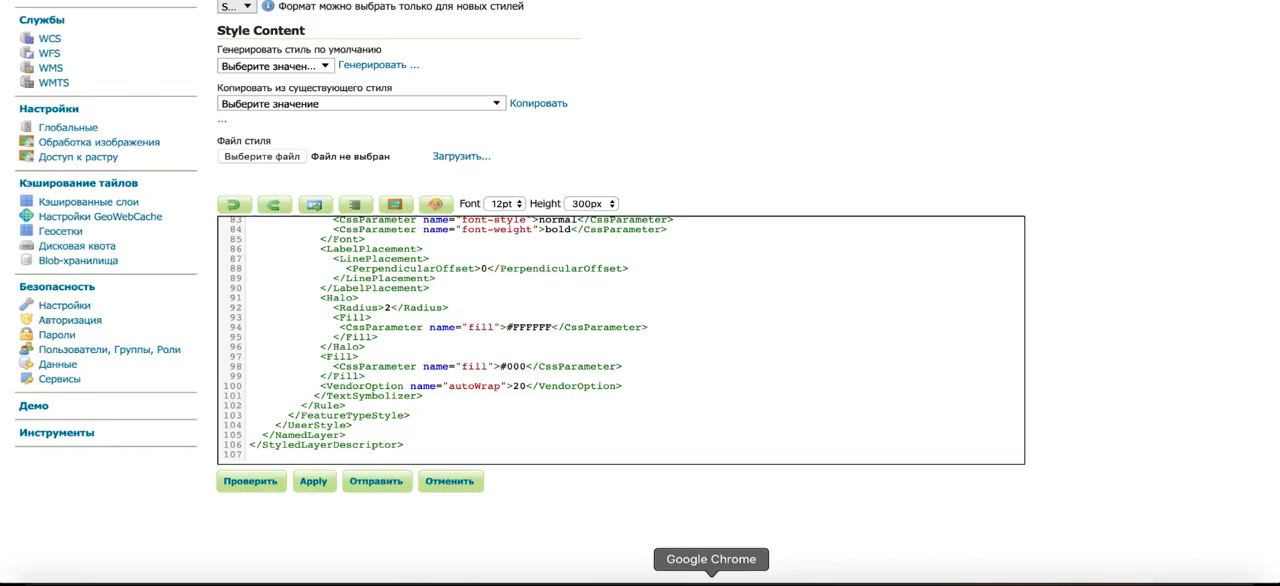 Службы
WCS
WFS
WMS
WMTS
Настройки
Глобальные
Обработка изображения
Доступ к растру
Кэширование тайлов
Кэшированные слои
Настройки GeoWebCache
Геосетки
Дисковая квота
Blob-хранилища
Безопасность
Настройки
Авторизация
Пароли
Пользователи, Группы, Роли
Данные
Сервисы
Демо
Инструменты
S... Формат можно выбрать только для новых стилей
Style Content
Генерировать стиль по умолчанию
Выберите значен... Генерировать ...
Копировать из существующего стиля
Выберите значение Копировать
...
Файл стиля
Выберите файл Файл не выбран Загрузить...
Font 12pt Height 300px
83 <CssParameter name="font-style">normal</CssParameter>
84 <CssParameter name="font-weight">bold</CssParameter>
85 </Font>
86 <LabelPlacement>
87 <LinePlacement>
88 <PerpendicularOffset>0</PerpendicularOffset>
89 </LinePlacement>
90 </LabelPlacement>
91 <Halo>
92 <Radius>2</Radius>
93 <Fill>
94 <CssParameter name="fill">#FFFFFF</CssParameter>
95 </Fill>
96 </Halo>
97 <Fill>
98 <CssParameter name="fill">#000</CssParameter>
99 </Fill>
100 <VendorOption name="autoWrap">20</VendorOption>
101 </TextSymbolizer>
102 </Rule>
103 </FeatureTypeStyle>
104 </UserStyle>
105 </NamedLayer>
106 </StyledLayerDescriptor>
107
Проверить Apply Отправить Отменить
Google Chrome